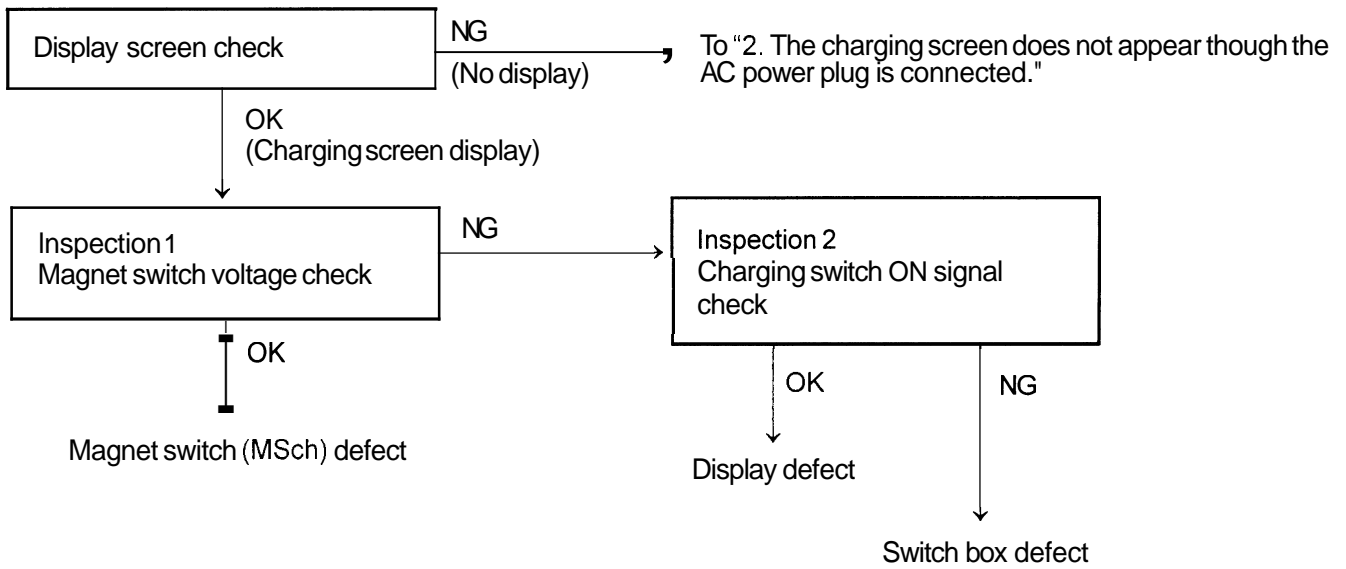 Display screen check
NG
(No display)
To "2. The charging screen does not appear though the
AC power plug is connected."
OK
(Charging screen display)
Inspection 1
Magnet switch voltage check
NG
Inspection 2
Charging switch ON signal
check
OK
Magnet switch (MSch) defect
OK
NG
Display defect
Switch box defect